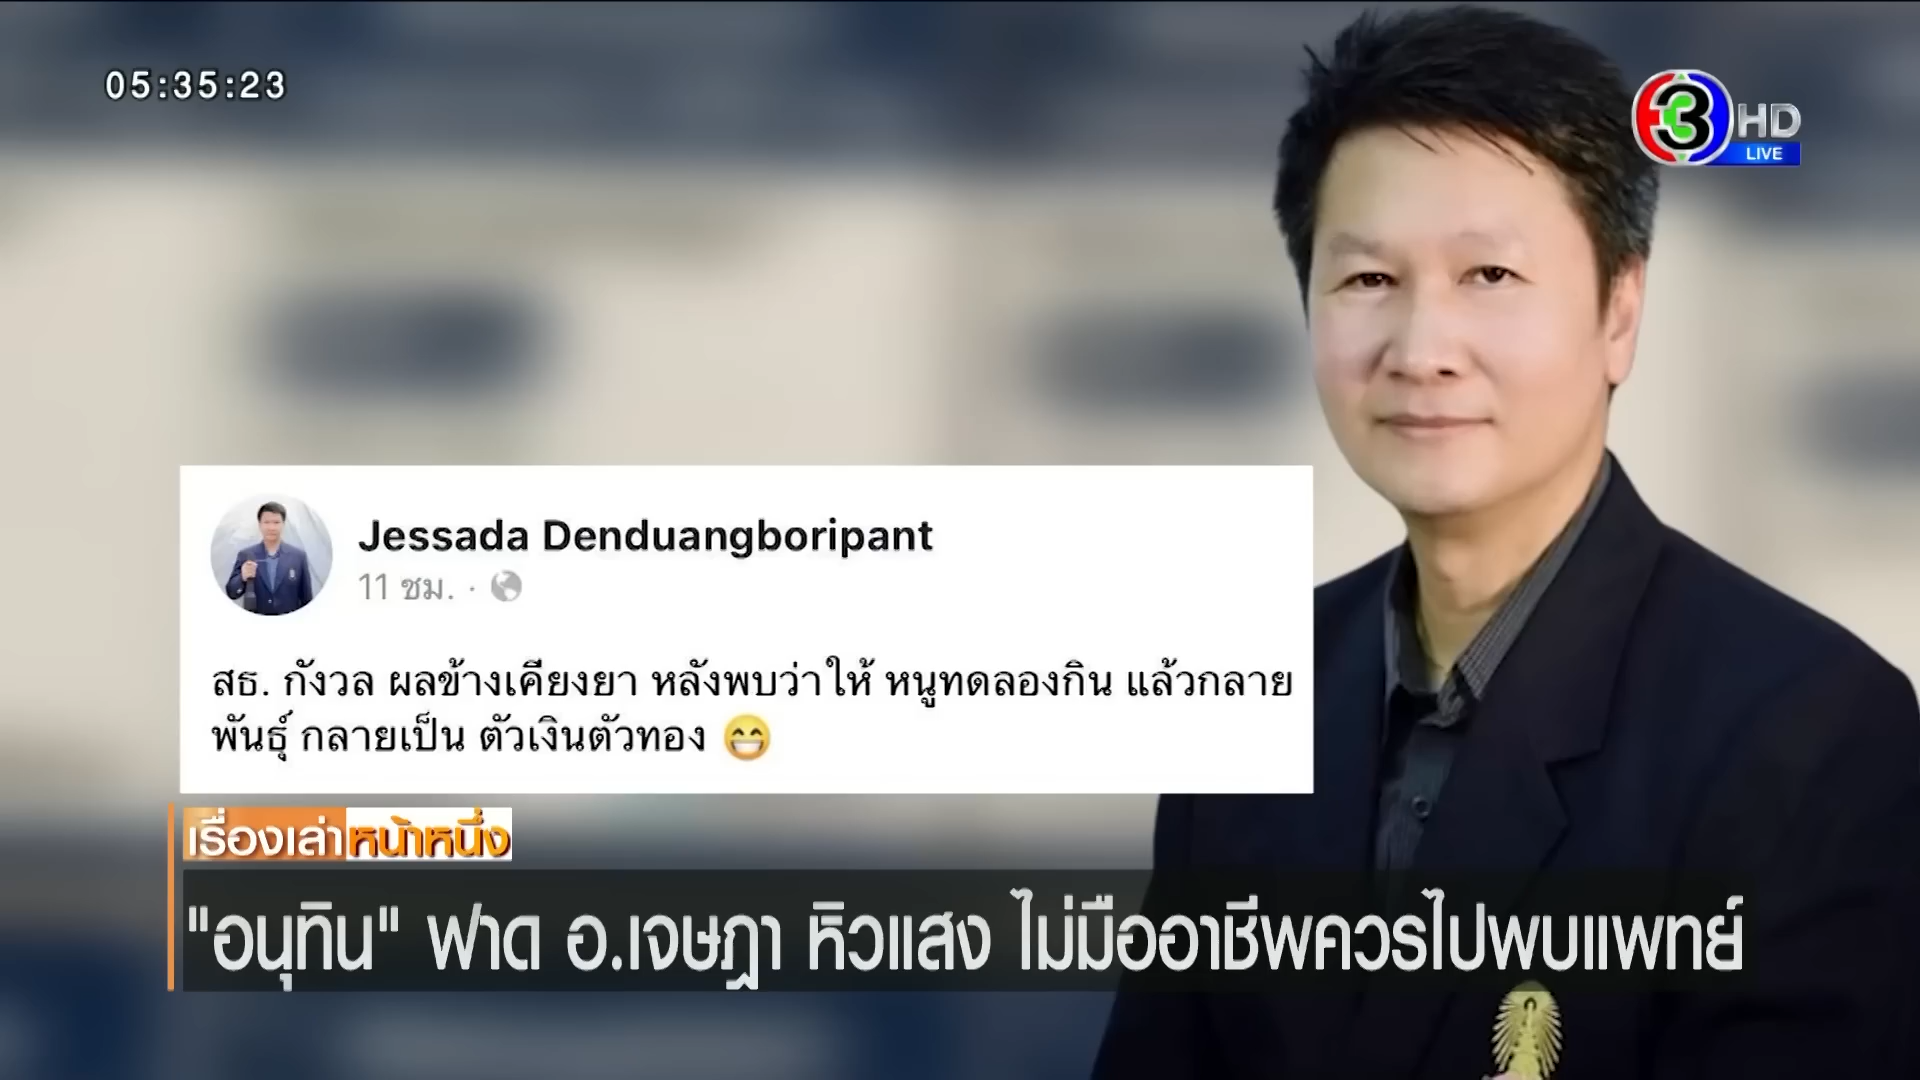 05:35:23
3 HD
LIVE
Jessada Denduangboripant
11 ชม. ·
สธ. กังวล ผลข้างเคียงยา หลังพบว่าให้ หนูทดลองกิน แล้วกลาย
พันธุ์ กลายเป็น ตัวเงินตัวทอง 😁
เรื่องเล่าหน้าหนึ่ง
"อนุทิน" ฟาด อ.เจษฎา หิวแสง ไม่มืออาชีพควรไปพบแพทย์